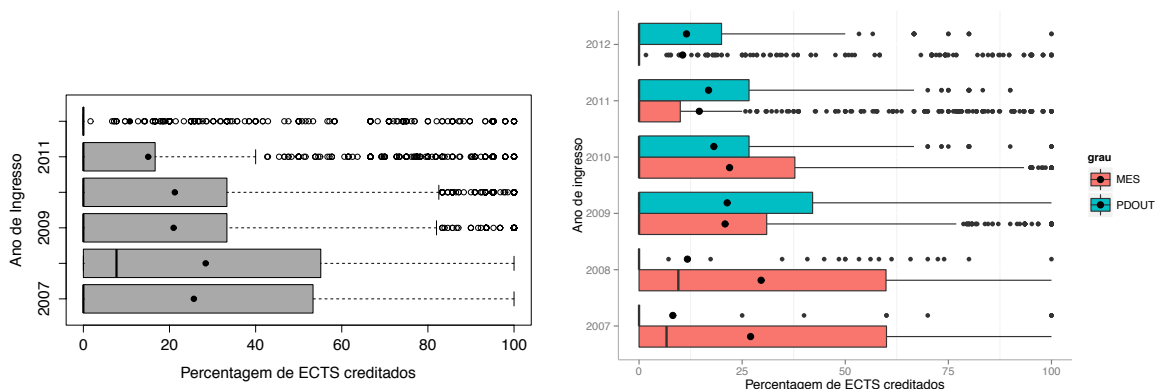 Ano de Ingresso
2011
2009
2007
0 20 40 60 80 100
Percentagem de ECTS creditados
Ano de ingresso
2012
2011
2010
2009
2008
2007
0 25 50 75 100
Percentagem de ECTS creditados
grau
MES
PDOUT